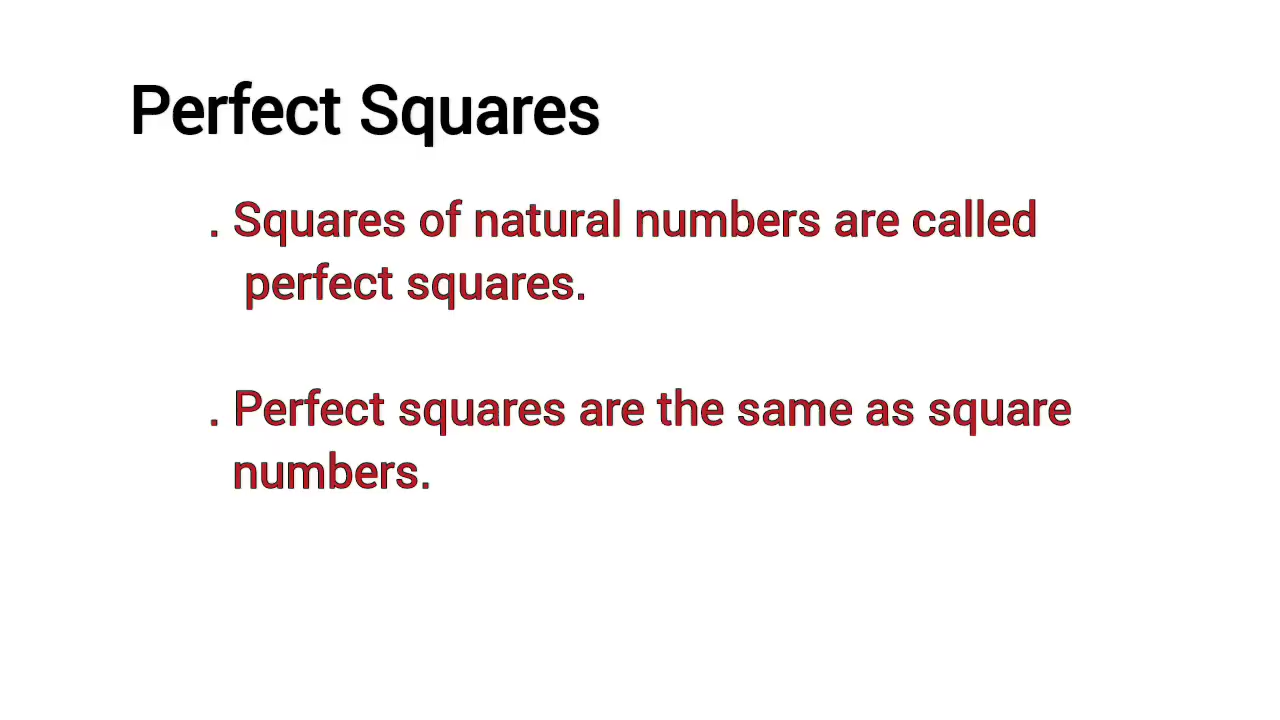 Perfect Squares
. Squares of natural numbers are called
perfect squares.
. Perfect squares are the same as square
numbers.